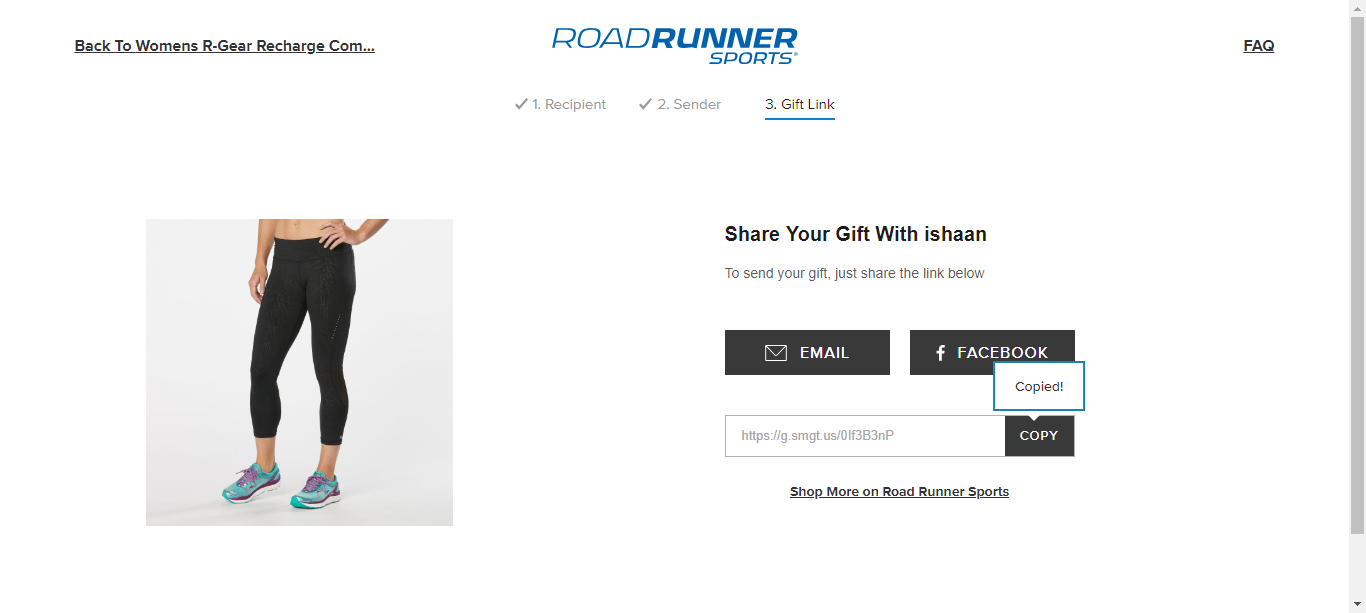 Back To Womens R-Gear Recharge Com...
ROADRUNNER
SPORTS
FAQ
1. Recipient
2. Sender
3. Gift Link
Share Your Gift With ishaan
To send your gift, just share the link below
EMAIL
FACEBOOK
Copied!
https://g.smgt.us/0If3B3nP
COPY
Shop More on Road Runner Sports